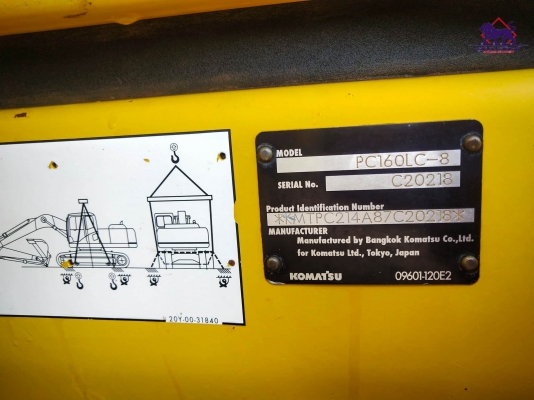 MODEL PC160LC-8
SERIAL No. C20218
Product Identification Number
*KMTPC214A87C20218*
MANUFACTURER
Manufactured by Bangkok Komatsu Co.,Ltd.
for Komatsu Ltd., Tokyo, Japan
KOMATSU 09601-120E2
20Y-00-31840